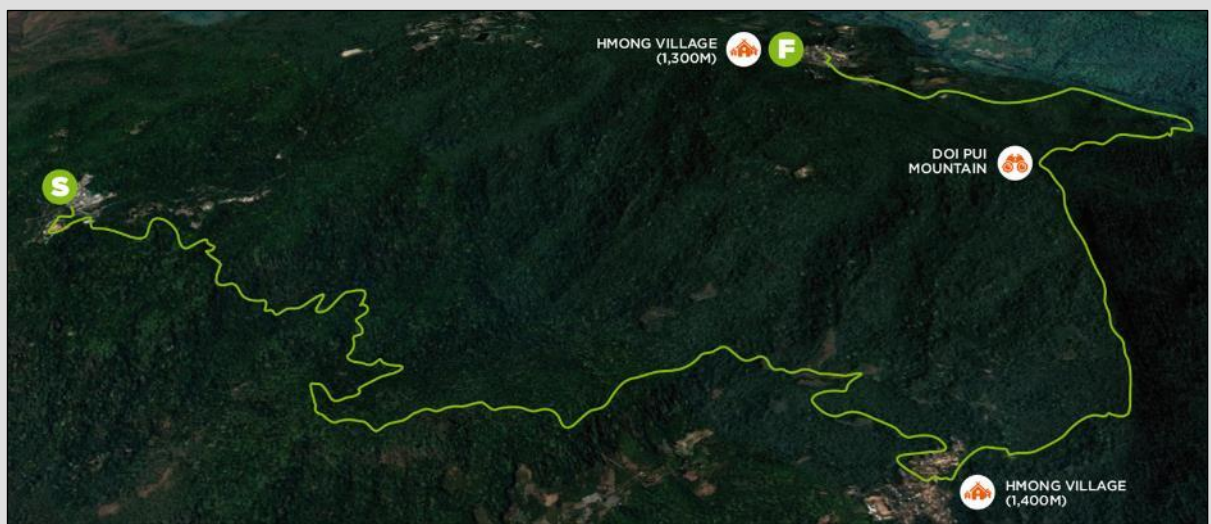 HMONG VILLAGE
(1,300M)
F
DOI PUI
MOUNTAIN
S
HMONG VILLAGE
(1,400M)